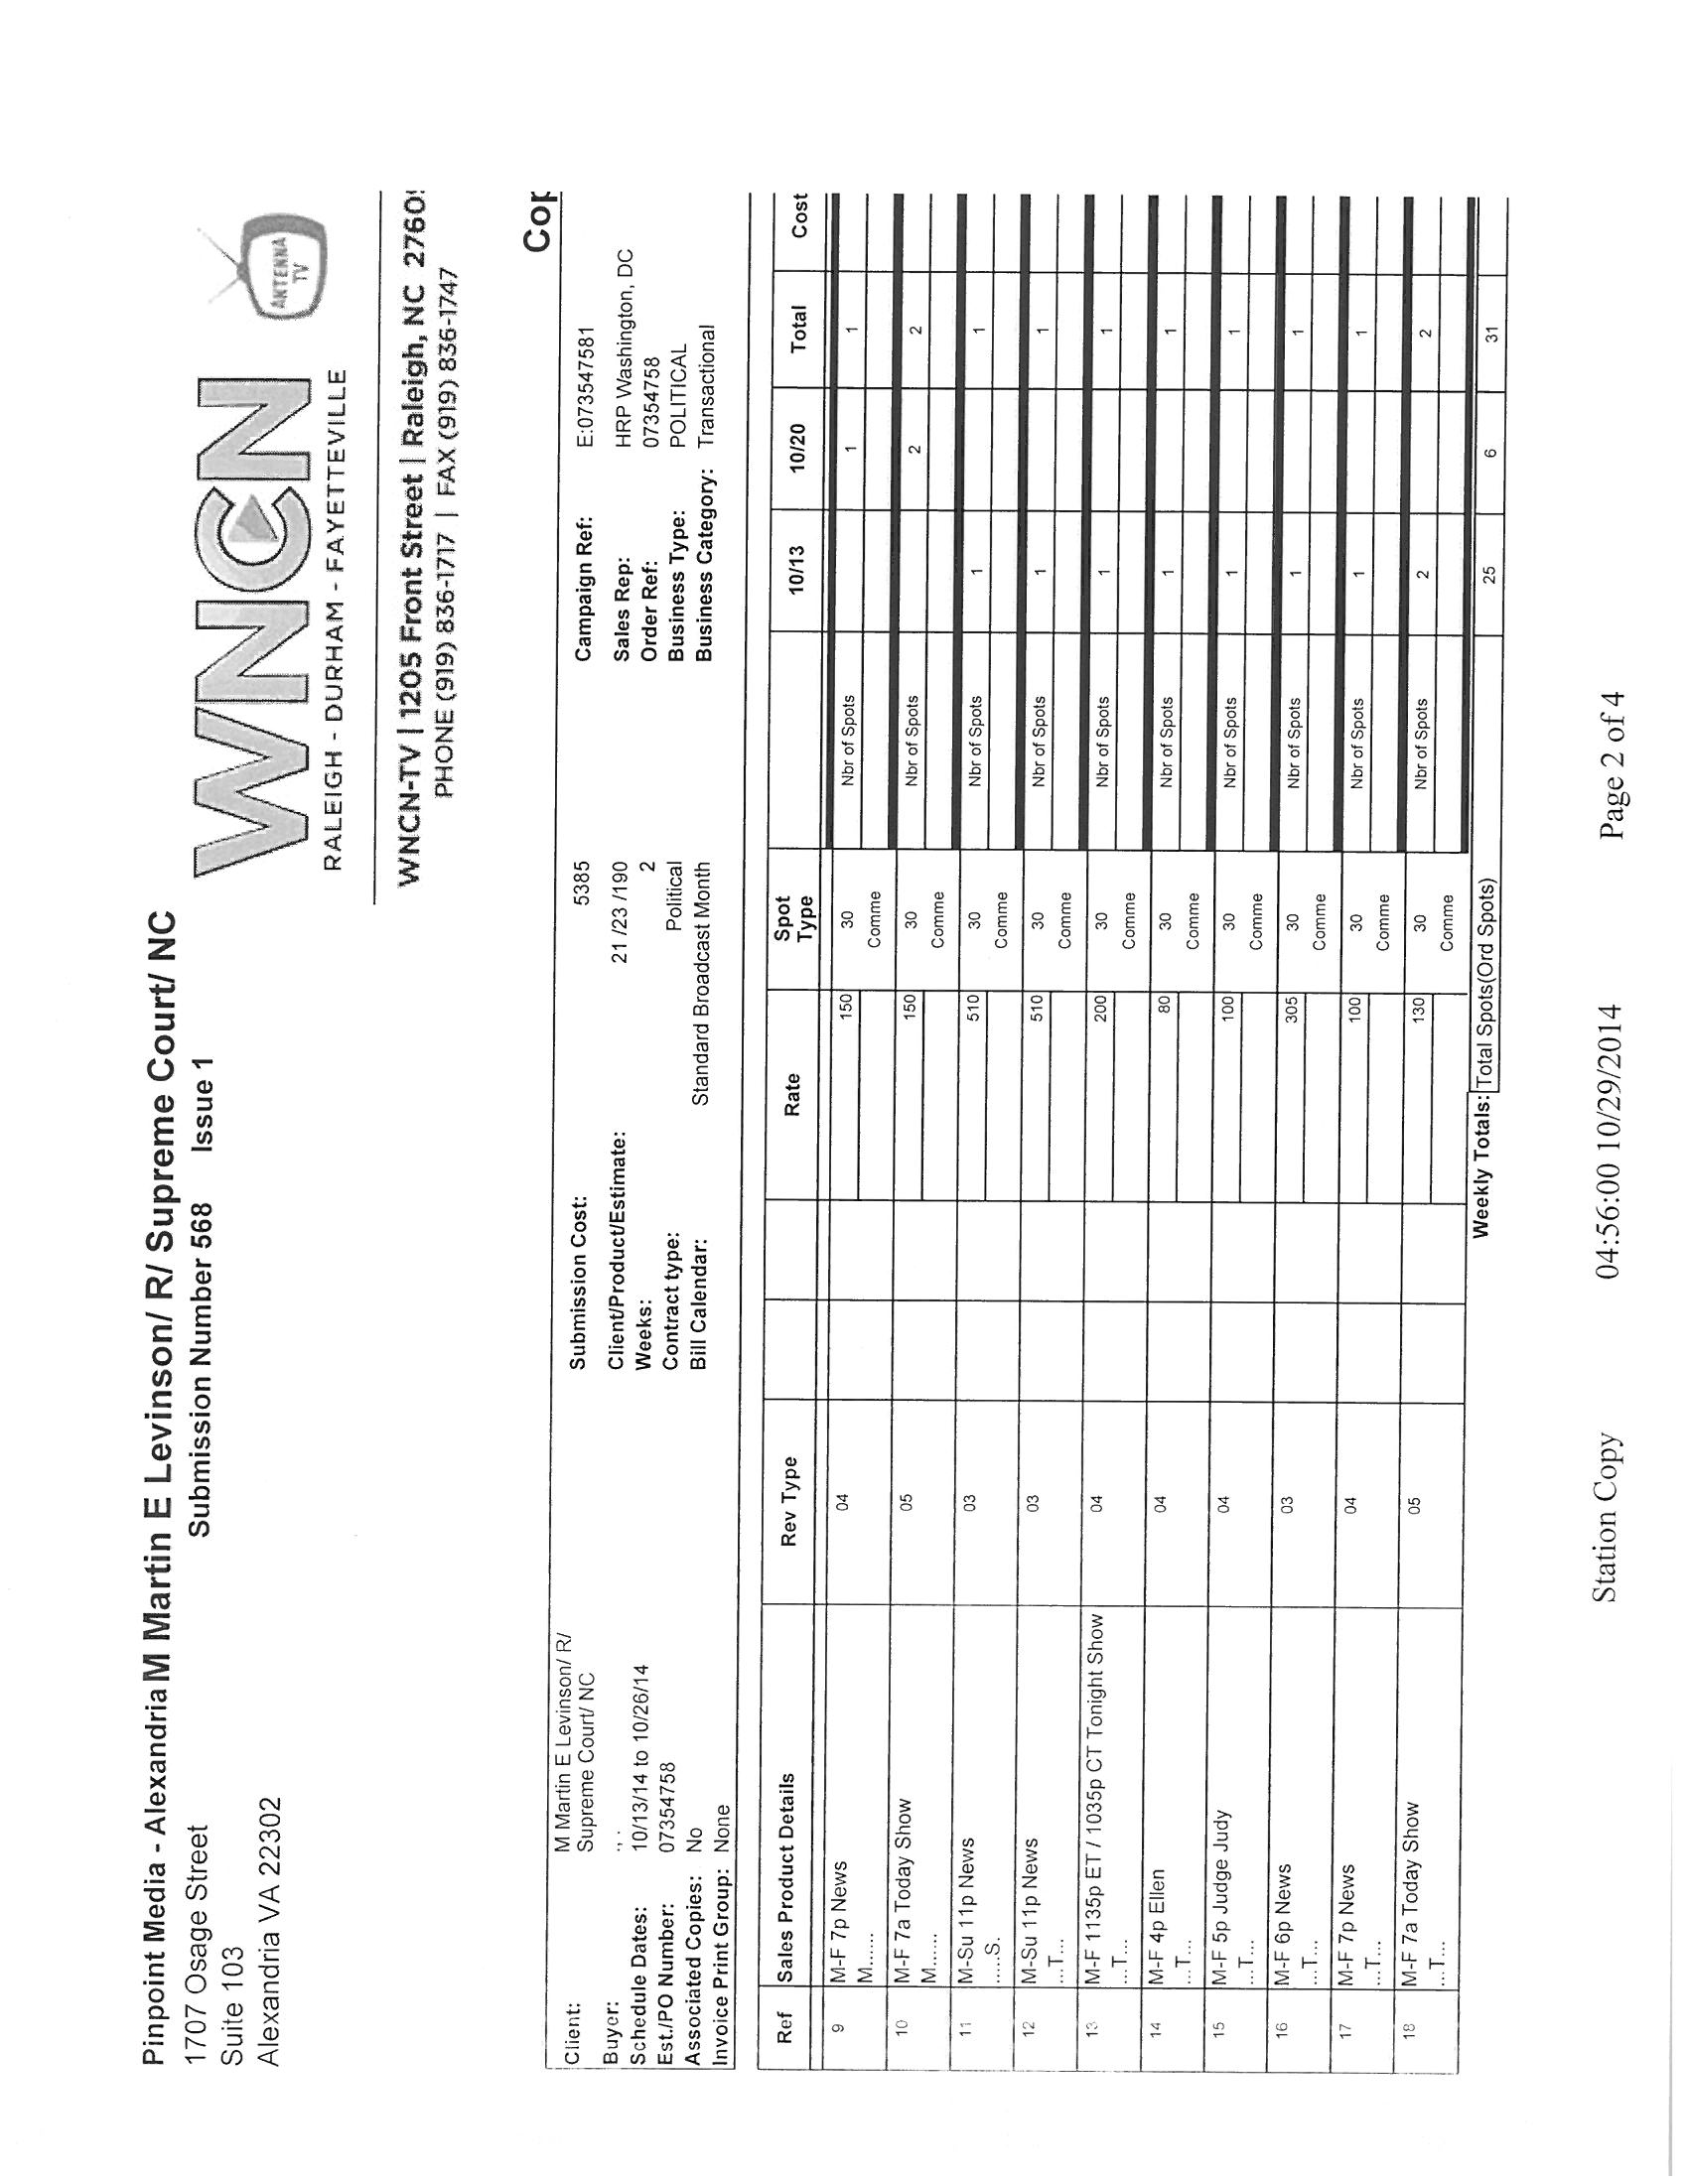 Pinpoint Media - Alexandria M Martin E Levinson/ R/ Supreme Court/ NC
1707 Osage Street Submission Number 568 Issue 1
Suite 103
Alexandria VA 22302
WNCN
RALEIGH - DURHAM - FAYETTEVILLE
ANTENNA
TV
WNCN-TV | 1205 Front Street | Raleigh, NC 2760
PHONE (919) 836-1717 | FAX (919) 836-1747
Cop
Client: M Martin E Levinson/ R/ Submission Cost: 5385 Campaign Ref: E:073547581
Supreme Court/ NC
Buyer: , . Client/Product/Estimate: 21 /23 /190 Sales Rep: HRP Washington, DC
Schedule Dates: 10/13/14 to 10/26/14 Weeks: 2 Order Ref: 07354758
Est./PO Number: 07354758 Contract type: Political Business Type: POLITICAL
Associated Copies: No Bill Calendar: Standard Broadcast Month Business Category: Transactional
Invoice Print Group: None
Ref Sales Product Details Rev Type Rate Spot Type 10/13 10/20 Total Cost
9 M-F 7p News 04 150 30 Nbr of Spots 1 1
M...... Comme
10 M-F 7a Today Show 05 150 30 Nbr of Spots 2 2
M...... Comme
11 M-Su 11p News 03 510 30 Nbr of Spots 1 1
.....S. Comme
12 M-Su 11p News 03 510 30 Nbr of Spots 1 1
...T... Comme
13 M-F 1135p ET / 1035p CT Tonight Show 04 200 30 Nbr of Spots 1 1
...T... Comme
14 M-F 4p Ellen 04 80 30 Nbr of Spots 1 1
...T... Comme
15 M-F 5p Judge Judy 04 100 30 Nbr of Spots 1 1
...T... Comme
16 M-F 6p News 03 305 30 Nbr of Spots 1 1
...T... Comme
17 M-F 7p News 04 100 30 Nbr of Spots 1 1
...T... Comme
18 M-F 7a Today Show 05 130 30 Nbr of Spots 2 2
...T... Comme
Weekly Totals: Total Spots(Ord Spots) 25 6 31
Station Copy 04:56:00 10/29/2014 Page 2 of 4